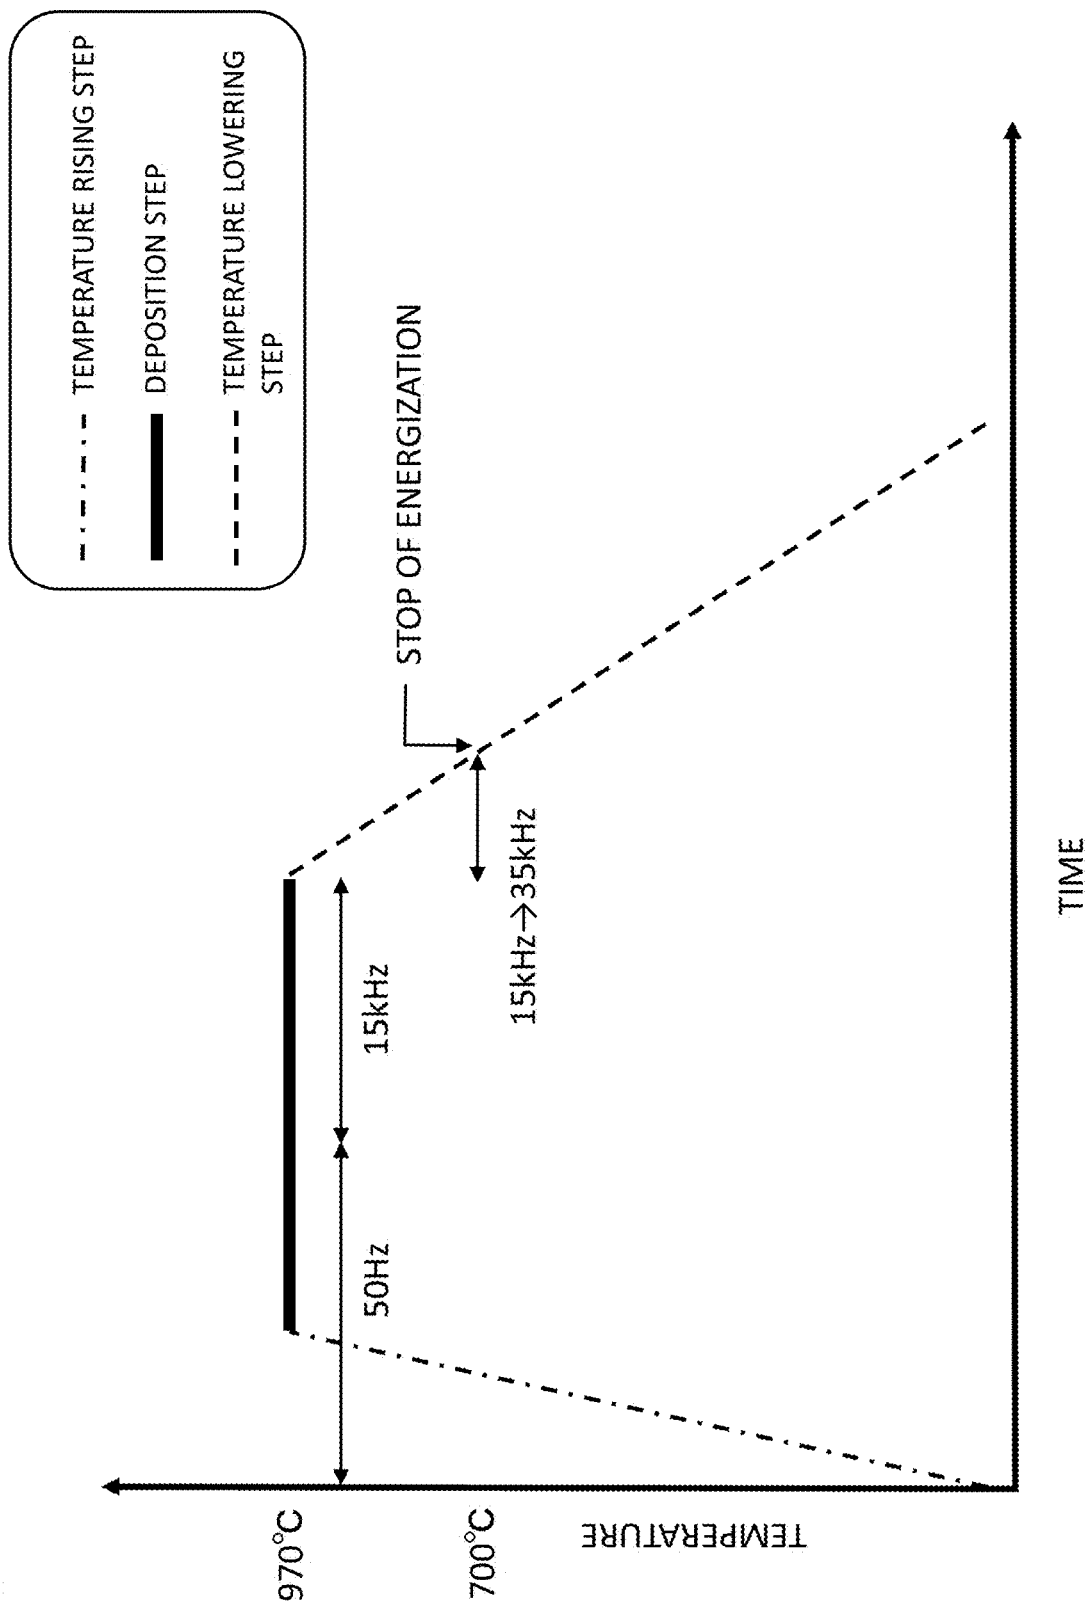 TEMPERATURE RISING STEP
DEPOSITION STEP
TEMPERATURE LOWERING
STEP
970°C
700°C
TEMPERATURE
50Hz
15kHz
15kHz→35kHz
STOP OF ENERGIZATION
TIME